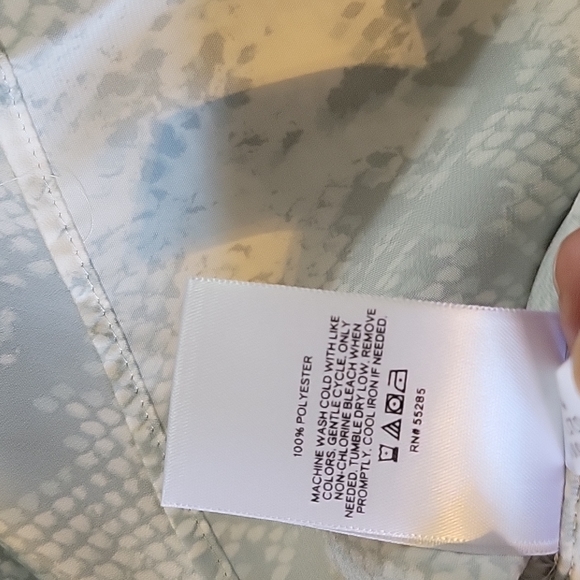 100% POLYESTER
MACHINE WASH COLD WITH LIKE
COLORS, GENTLE CYCLE, ONLY
NON-CHLORINE BLEACH WHEN
NEEDED. TUMBLE DRY LOW. REMOVE
PROMPTLY. COOL IRON IF NEEDED.
RN# 55285